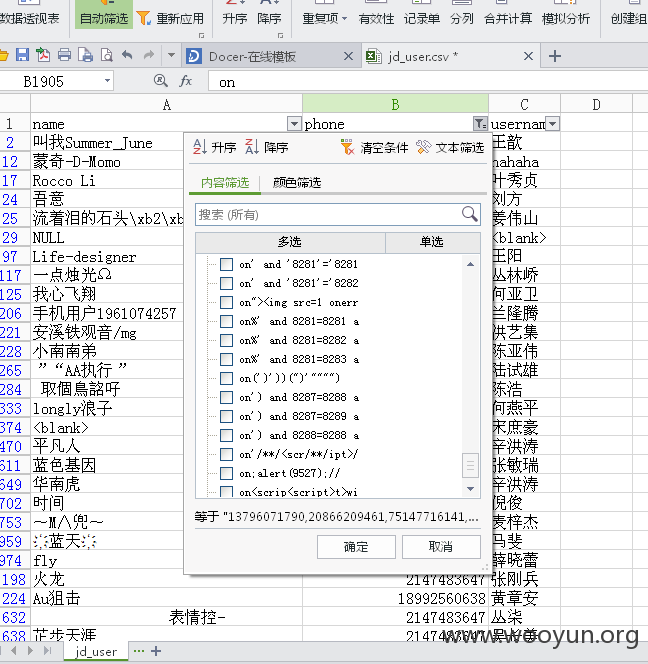 数据透视表 自动筛选 重新应用 升序 降序 重复项 有效性 记录单 分列 合并计算 模拟分析 创建组
Docer-在线模板 jd_user.csv *
B1905 fx on
A B C D E
1 name phone usernam
2 叫我Summer_June 王歆
12 蒙奇-D-Momo hahaha
17 Rocco Li 叶秀贞
24 吾意 刘方
25 流着泪的石头\xb2\xb 姜伟山
29 NULL <blank>
97 Life-designer 王阳
117 一点烛光Ω 丛林峤
125 我心飞翔 何亚卫
206 手机用户1961074257 兰隆腾
221 安溪铁观音/mg 洪艺集
228 小南南弟 陈亚伟
265 ”“AA执行” 陆试雄
284 取個鳥諮吇 陈浩
333 longly浪子 何燕平
374 <blank> 宋庶豪
470 平凡人 辛洪涛
611 蓝色基因 张敏瑞
649 华南虎 辛洪涛
702 时间 倪俊
753 ～M/\兜～ 麦梓杰
959 蓝天 马斐
974 fly 薛晓蕾
198 火龙 2147483647 张刚兵
224 Au狙击 18992560638 黄章安
632 表情控- 2147483647 丛柒
638 芒步天涯 2147483647
升序 降序 清空条件 文本筛选
内容筛选 颜色筛选
搜索 (所有)
多选 单选
on' and '8281'='8281
on' and '8281'='8282
on"><img src=1 onerr
on%' and 8281=8281 a
on%' and 8281=8282 a
on%' and 8281=8283 a
on(')'))(")'"""")
on') and 8287=8288 a
on') and 8287=8289 a
on') and 8288=8288 a
on'/**/<scr/**/ipt>/
on;alert(9527);//
on<scrip<script>t>wi
等于 "13796071790,20866209461,75147716141,...
确定 取消
jd_user
www.wooyun.org